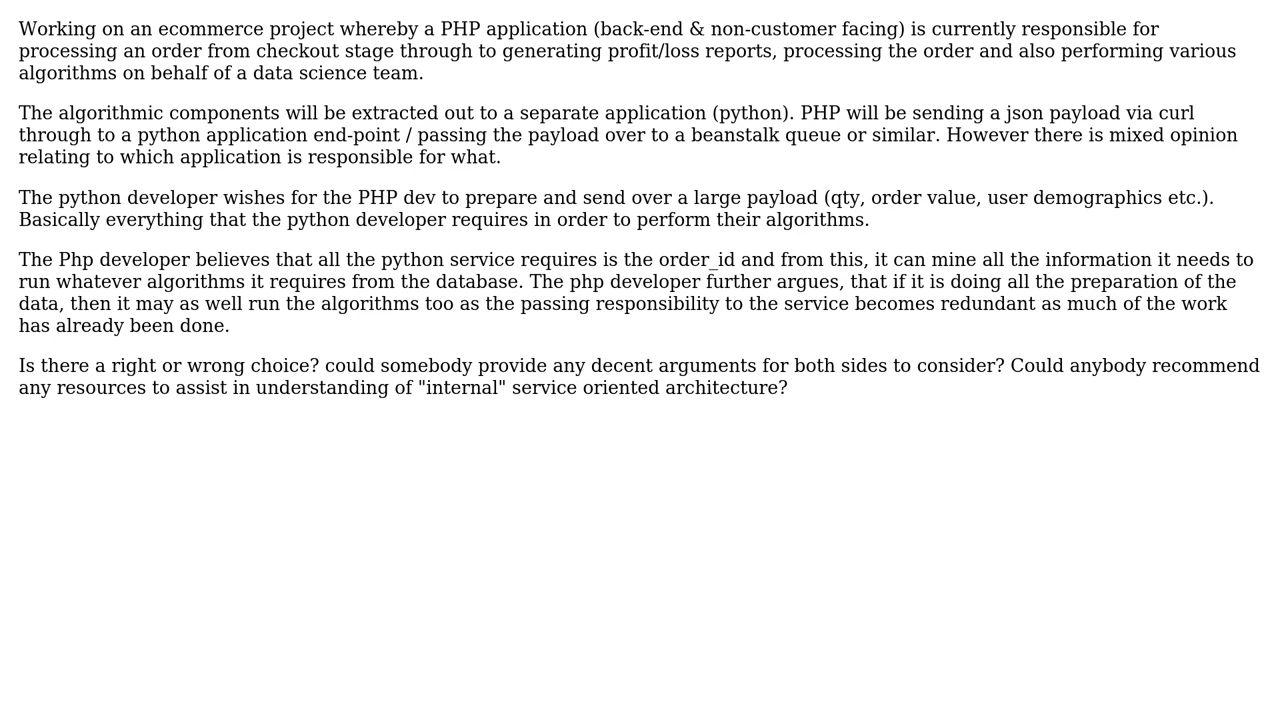 Working on an ecommerce project whereby a PHP application (back-end & non-customer facing) is currently responsible for
processing an order from checkout stage through to generating profit/loss reports, processing the order and also performing various
algorithms on behalf of a data science team.
The algorithmic components will be extracted out to a separate application (python). PHP will be sending a json payload via curl
through to a python application end-point / passing the payload over to a beanstalk queue or similar. However there is mixed opinion
relating to which application is responsible for what.
The python developer wishes for the PHP dev to prepare and send over a large payload (qty, order value, user demographics etc.).
Basically everything that the python developer requires in order to perform their algorithms.
The Php developer believes that all the python service requires is the order_id and from this, it can mine all the information it needs to
run whatever algorithms it requires from the database. The php developer further argues, that if it is doing all the preparation of the
data, then it may as well run the algorithms too as the passing responsibility to the service becomes redundant as much of the work
has already been done.
Is there a right or wrong choice? could somebody provide any decent arguments for both sides to consider? Could anybody recommend
any resources to assist in understanding of "internal" service oriented architecture?